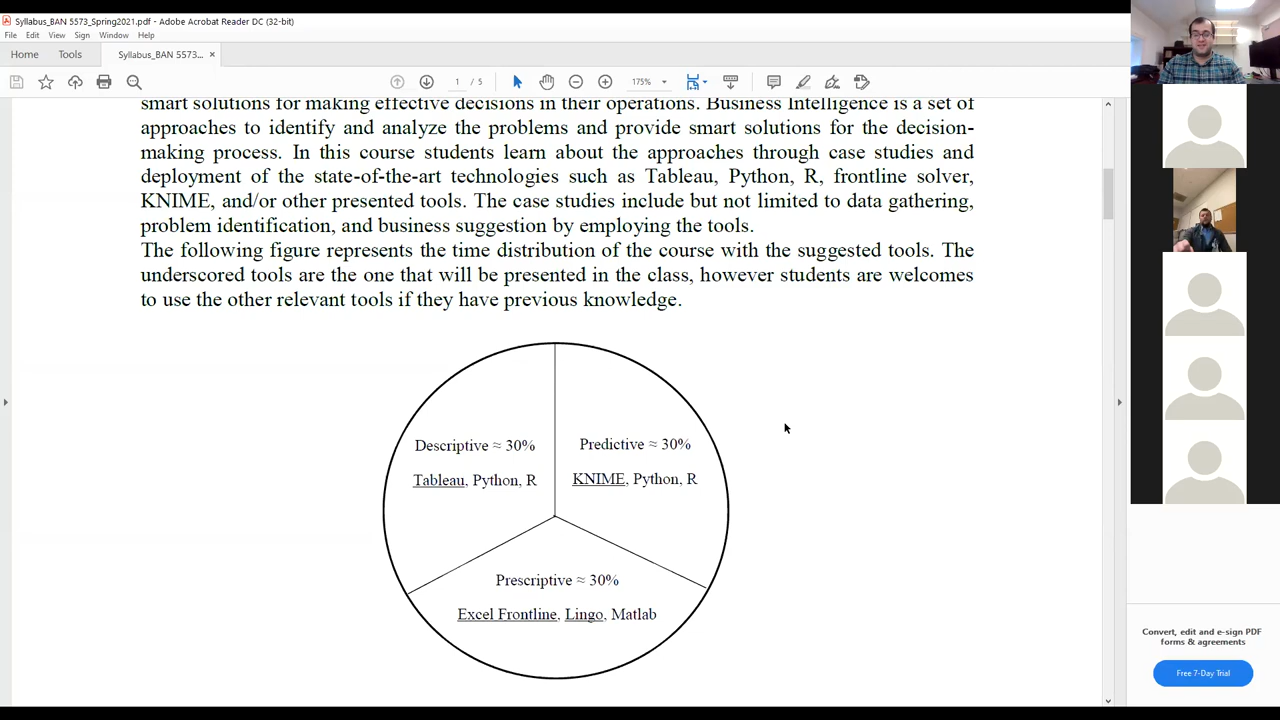 Syllabus_BAN 5573_Spring2021.pdf - Adobe Acrobat Reader DC (32-bit)
File Edit View Sign Window Help
Home Tools Syllabus_BAN 5573... ×
1 / 5 175%
smart solutions for making effective decisions in their operations. Business Intelligence is a set of
approaches to identify and analyze the problems and provide smart solutions for the decision-
making process. In this course students learn about the approaches through case studies and
deployment of the state-of-the-art technologies such as Tableau, Python, R, frontline solver,
KNIME, and/or other presented tools. The case studies include but not limited to data gathering,
problem identification, and business suggestion by employing the tools.
The following figure represents the time distribution of the course with the suggested tools. The
underscored tools are the one that will be presented in the class, however students are welcomes
to use the other relevant tools if they have previous knowledge.
Descriptive ≈ 30%
Tableau, Python, R
Predictive ≈ 30%
KNIME, Python, R
Prescriptive ≈ 30%
Excel Frontline, Lingo, Matlab
Convert, edit and e-sign PDF
forms & agreements
Free 7-Day Trial